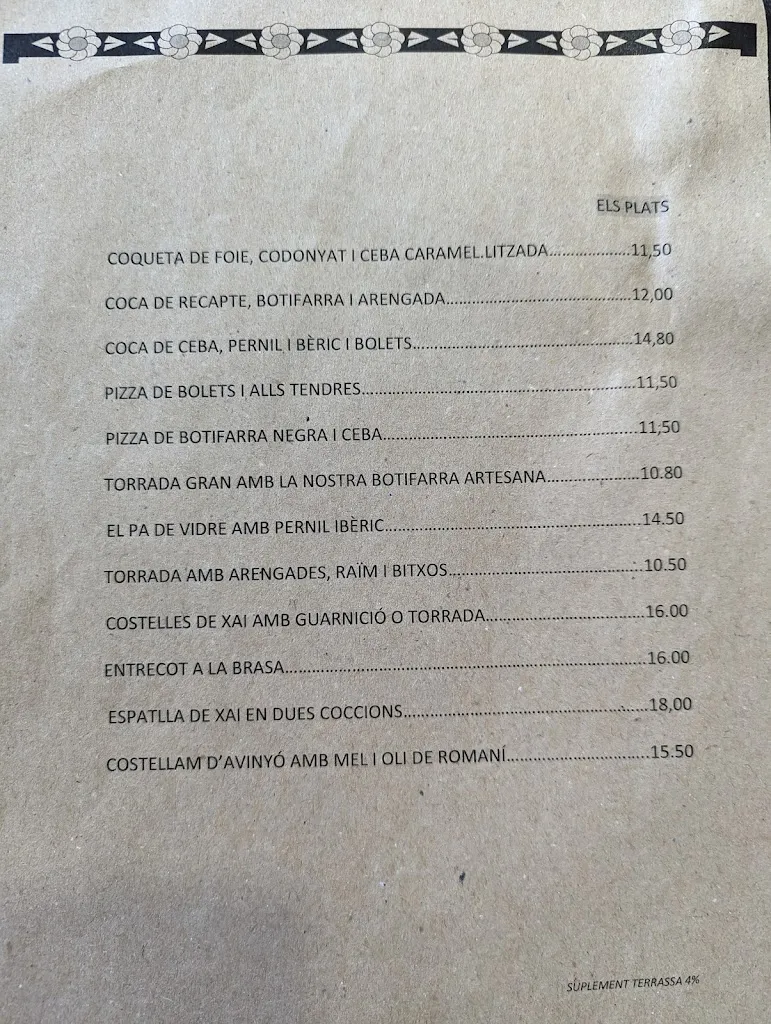 ELS PLATS
COQUETA DE FOIE, CODONYAT I CEBA CARAMEL.LITZADA....................11,50
COCA DE RECAPTE, BOTIFARRA I ARENGADA..........................................12,00
COCA DE CEBA, PERNIL I BÈRIC I BOLETS..................................................14,80
PIZZA DE BOLETS I ALLS TENDRES..............................................................11,50
PIZZA DE BOTIFARRA NEGRA I CEBA..........................................................11,50
TORRADA GRAN AMB LA NOSTRA BOTIFARRA ARTESANA.....................10.80
EL PA DE VIDRE AMB PERNIL IBÈRIC..........................................................14.50
TORRADA AMB ARENGADES, RAÏM I BITXOS............................................10.50
COSTELLES DE XAI AMB GUARNICIÓ O TORRADA....................................16.00
ENTRECOT A LA BRASA.................................................................................16.00
ESPATLLA DE XAI EN DUES COCCIONS.......................................................18,00
COSTELLAM D'AVINYÓ AMB MEL I OLI DE ROMANÍ................................15.50
SUPLEMENT TERRASSA 4%